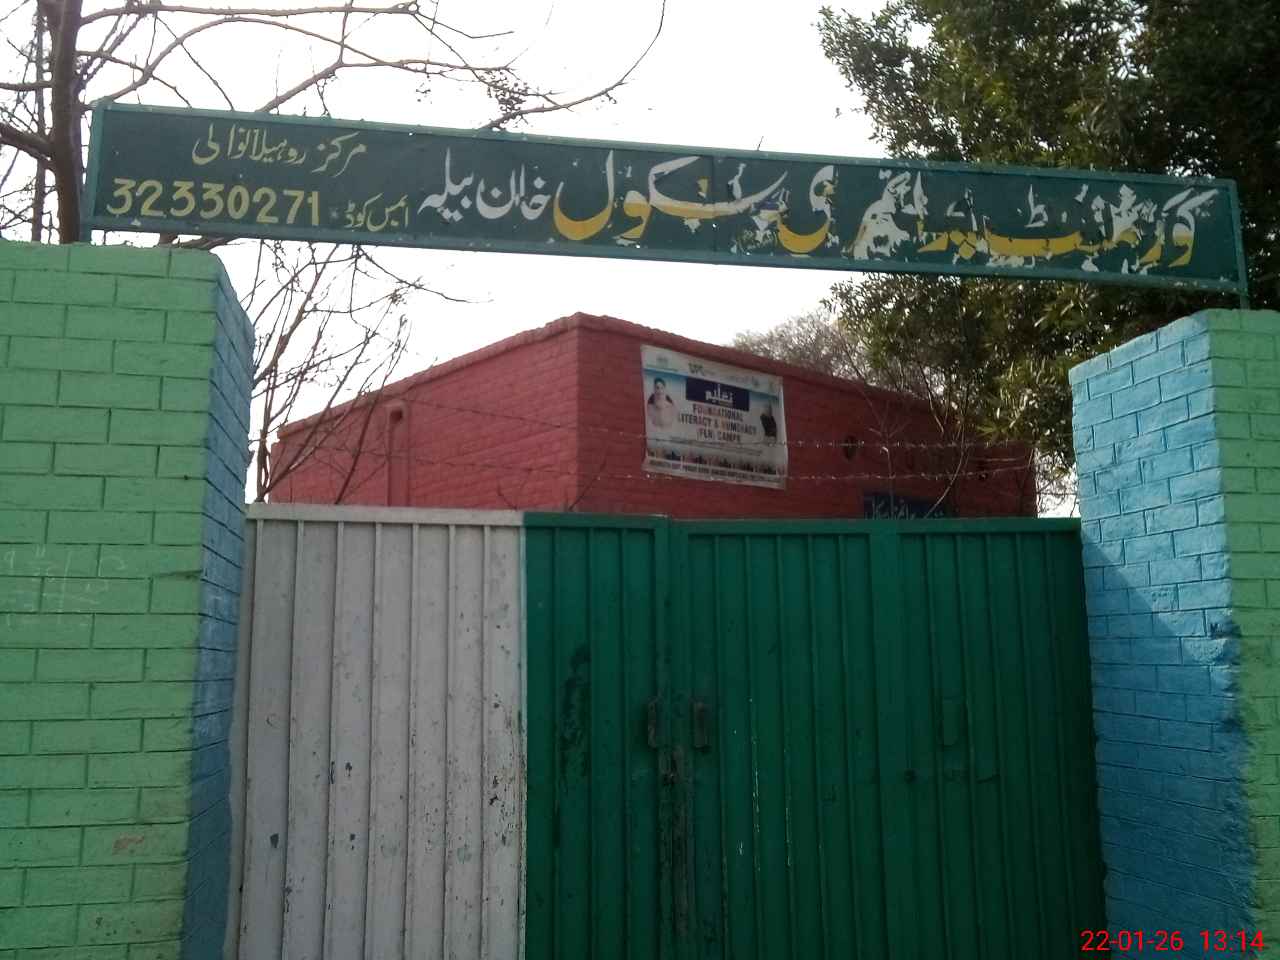 گورنمنٹ پرائمری سکول خان بیلہ
مرکز روہیلانوالی
ایمس کوڈ 32330271
تعلیم
FOUNDATIONAL
LITERACY & NUMERACY
(FLN) CAMPS
22-01-26 13:14